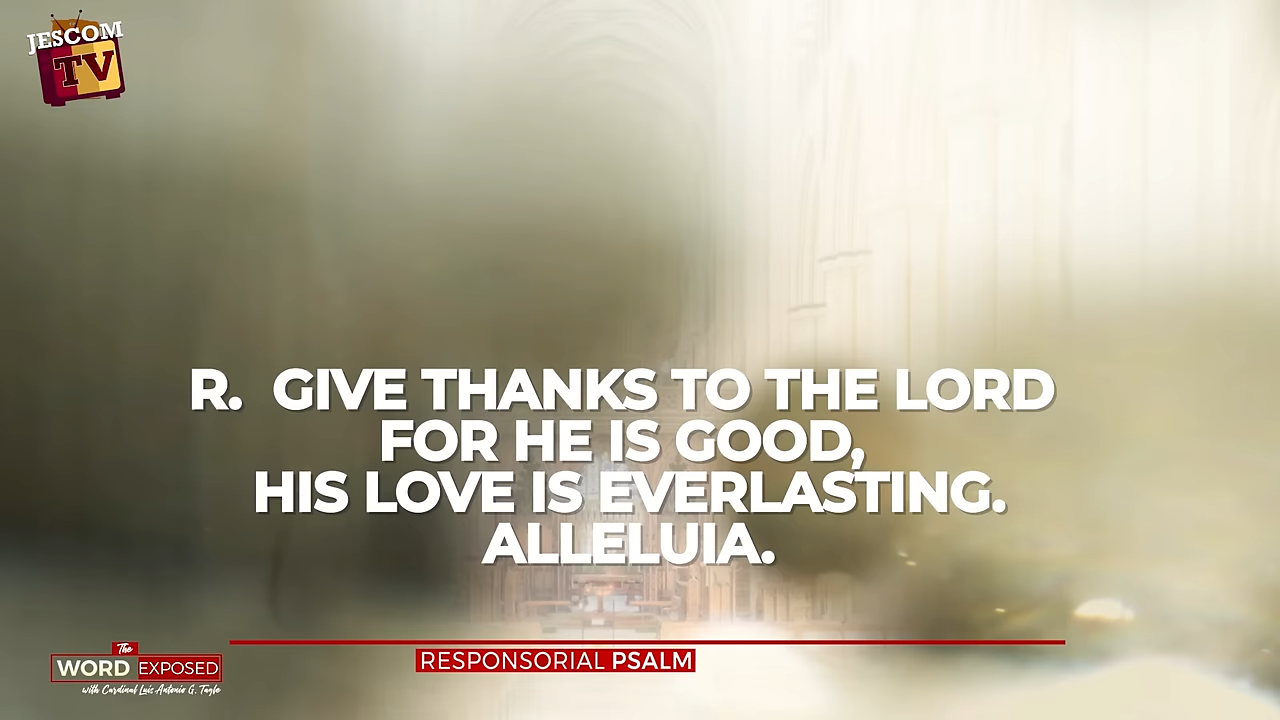 JESCOM
TV
R. GIVE THANKS TO THE LORD
FOR HE IS GOOD,
HIS LOVE IS EVERLASTING.
ALLELUIA.
The
WORD EXPOSED
with Cardinal Luis Antonio G. Tagle
RESPONSORIAL PSALM